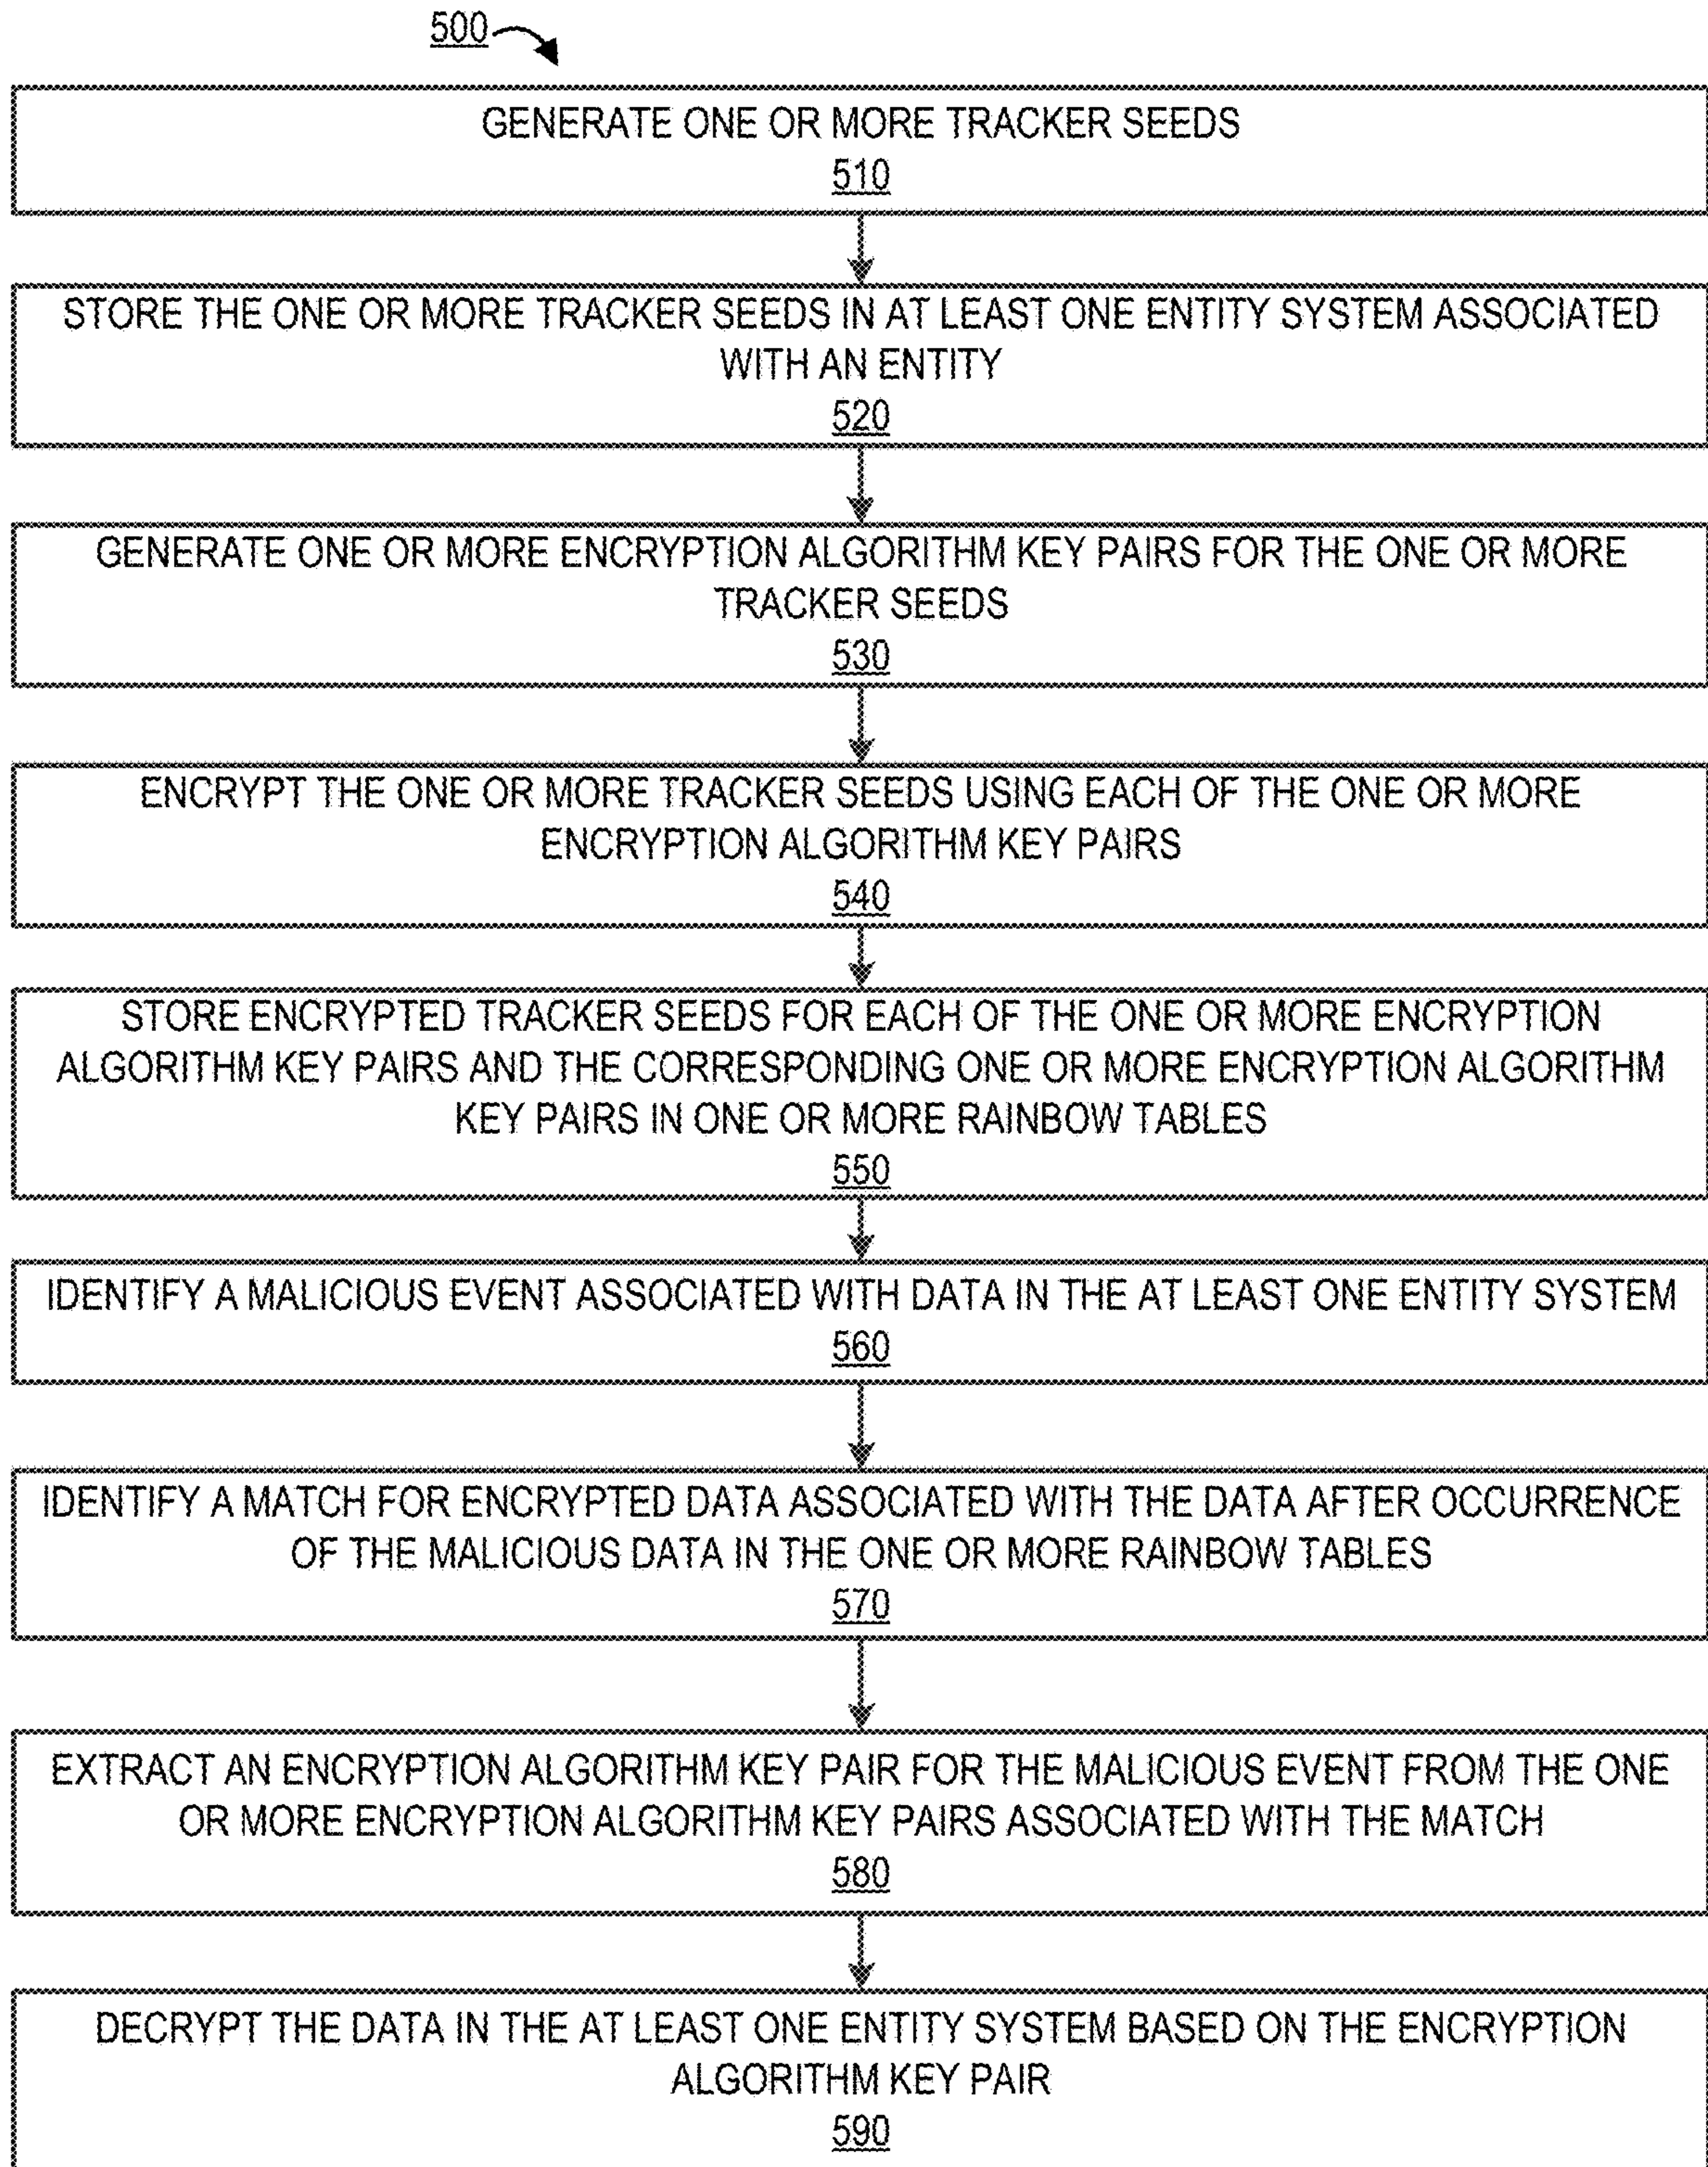 500
GENERATE ONE OR MORE TRACKER SEEDS
510
STORE THE ONE OR MORE TRACKER SEEDS IN AT LEAST ONE ENTITY SYSTEM ASSOCIATED
WITH AN ENTITY
520
GENERATE ONE OR MORE ENCRYPTION ALGORITHM KEY PAIRS FOR THE ONE OR MORE
TRACKER SEEDS
530
ENCRYPT THE ONE OR MORE TRACKER SEEDS USING EACH OF THE ONE OR MORE
ENCRYPTION ALGORITHM KEY PAIRS
540
STORE ENCRYPTED TRACKER SEEDS FOR EACH OF THE ONE OR MORE ENCRYPTION
ALGORITHM KEY PAIRS AND THE CORRESPONDING ONE OR MORE ENCRYPTION ALGORITHM
KEY PAIRS IN ONE OR MORE RAINBOW TABLES
550
IDENTIFY A MALICIOUS EVENT ASSOCIATED WITH DATA IN THE AT LEAST ONE ENTITY SYSTEM
560
IDENTIFY A MATCH FOR ENCRYPTED DATA ASSOCIATED WITH THE DATA AFTER OCCURRENCE
OF THE MALICIOUS DATA IN THE ONE OR MORE RAINBOW TABLES
570
EXTRACT AN ENCRYPTION ALGORITHM KEY PAIR FOR THE MALICIOUS EVENT FROM THE ONE
OR MORE ENCRYPTION ALGORITHM KEY PAIRS ASSOCIATED WITH THE MATCH
580
DECRYPT THE DATA IN THE AT LEAST ONE ENTITY SYSTEM BASED ON THE ENCRYPTION
ALGORITHM KEY PAIR
590